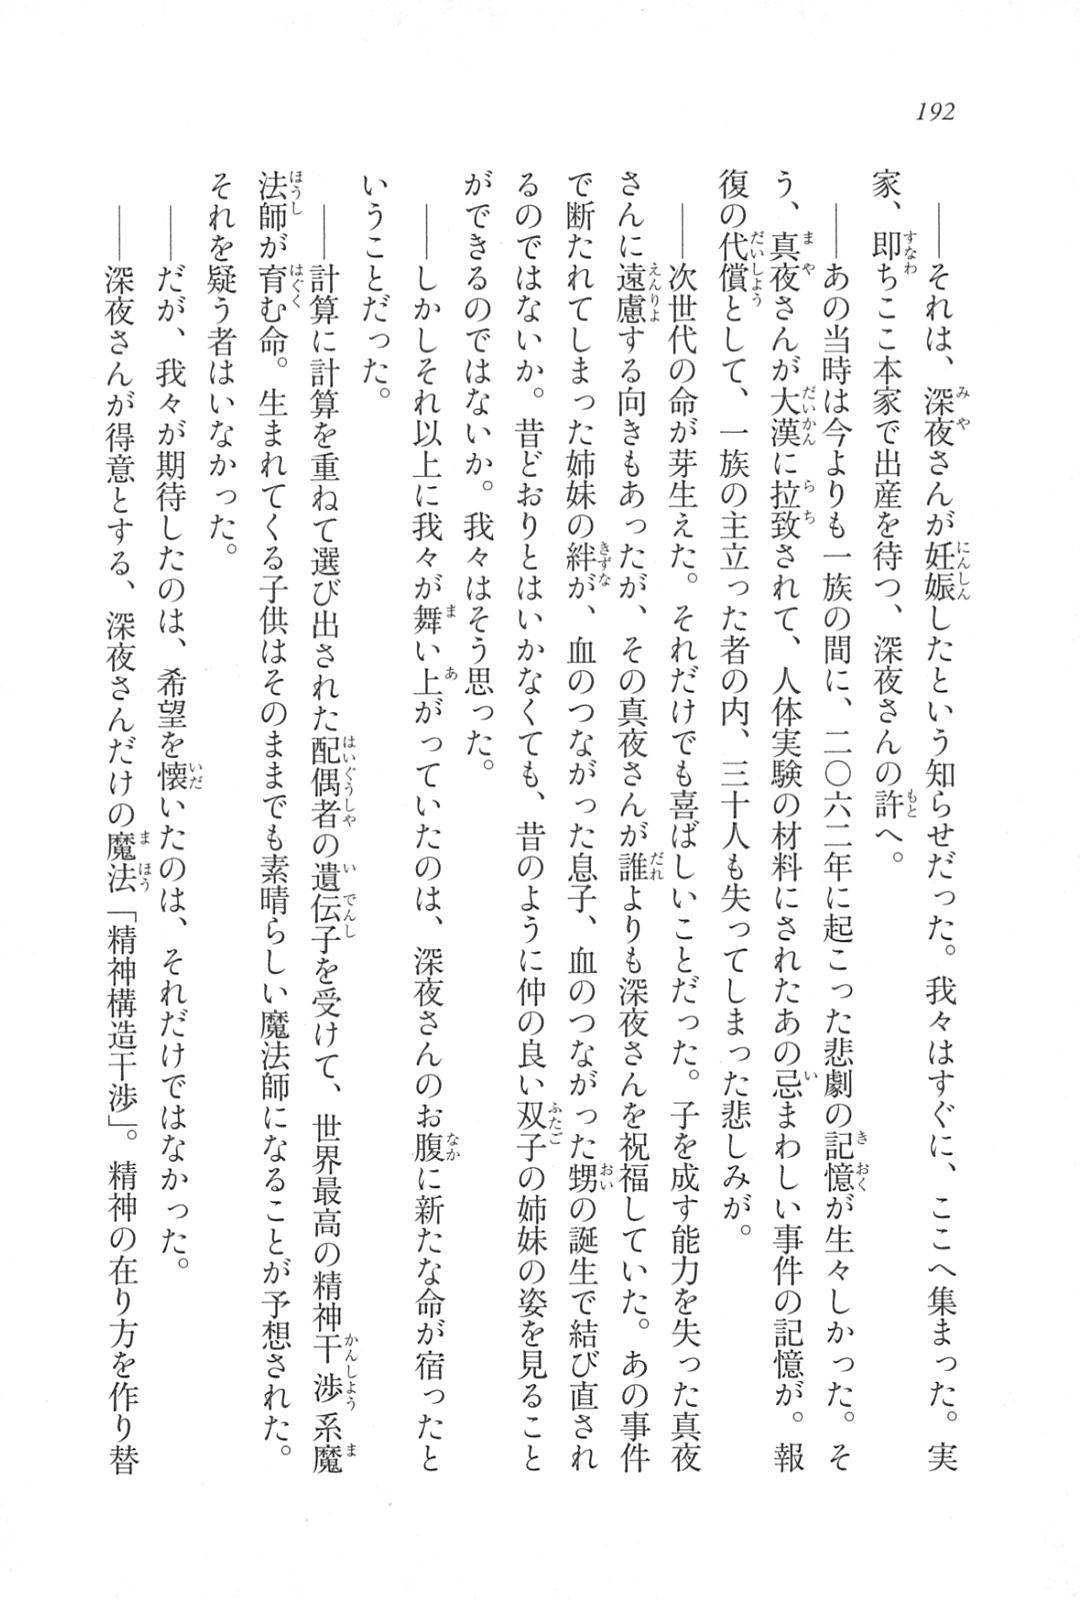 192
――それは、深夜さんが妊娠したという知らせだった。我々はすぐに、ここへ集まった。実
家、即ちここ本家で出産を待つ、深夜さんの許へ。
――あの当時は今よりも一族の間に、二〇六二年に起こった悲劇の記憶が生々しかった。そ
う、真夜さんが大漢に拉致されて、人体実験の材料にされたあの忌まわしい事件の記憶が。報
復の代償として、一族の主立った者の内、三十人も失ってしまった悲しみが。
――次世代の命が芽生えた。それだけでも喜ばしいことだった。子を成す能力を失った真夜
さんに遠慮する向きもあったが、その真夜さんが誰よりも深夜さんを祝福していた。あの事件
で断たれてしまった姉妹の絆が、血のつながった息子、血のつながった甥の誕生で結び直され
るのではないか。昔どおりとはいかなくても、昔のように仲の良い双子の姉妹の姿を見ること
ができるのではないか。我々はそう思った。
――しかしそれ以上に我々が舞い上がっていたのは、深夜さんのお腹に新たな命が宿ったと
いうことだった。
――計算に計算を重ねて選び出された配偶者の遺伝子を受けて、世界最高の精神干渉系魔
法師が育む命。生まれてくる子供はそのままでも素晴らしい魔法師になることが予想された。
それを疑う者はいなかった。
――だが、我々が期待したのは、希望を懐いたのは、それだけではなかった。
――深夜さんが得意とする、深夜さんだけの魔法「精神構造干渉」。精神の在り方を作り替